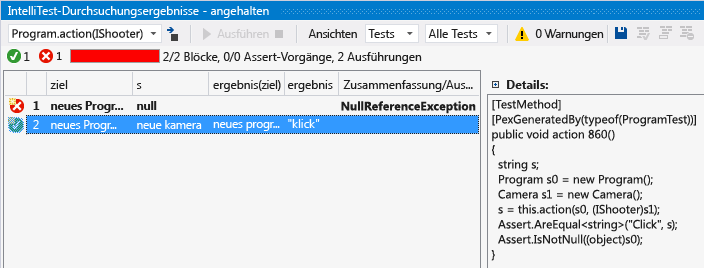 IntelliTest-Durchsuchungsergebnisse - angehalten
Program.action(IShooter) Ausführen Ansichten Tests Alle Tests 0 Warnungen
1 1 2/2 Blöcke, 0/0 Assert-Vorgänge, 2 Ausführungen
ziel s ergebnis(ziel) ergebnis Zusammenfassung/Aus...
1 neues Progr... null NullReferenceException
2 neues Progr... neue kamera neues progr... "klick"
Details:
[TestMethod]
[PexGeneratedBy(typeof(ProgramTest))]
public void action 860()
{
string s;
Program s0 = new Program();
Camera s1 = new Camera();
s = this.action(s0, (IShooter)s1);
Assert.AreEqual<string>("Click", s);
Assert.IsNotNull((object)s0);
}